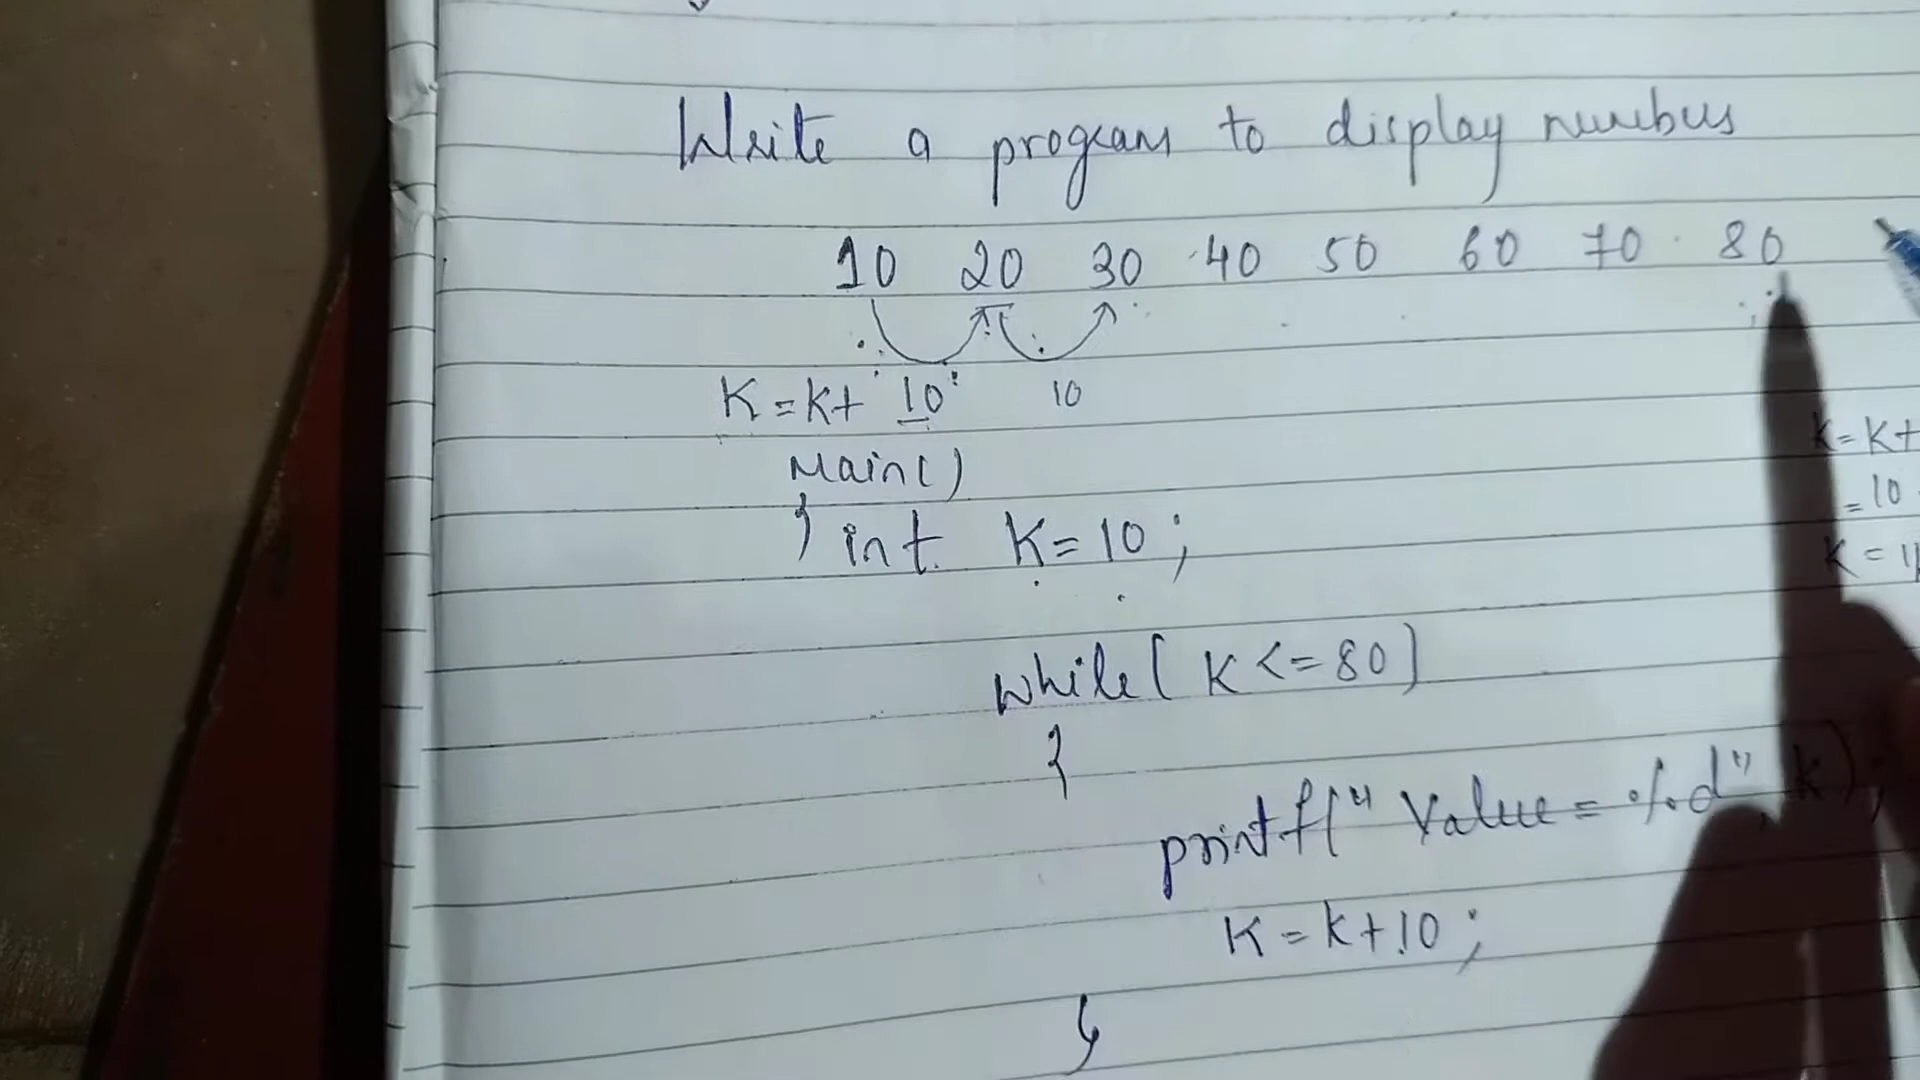 Write a program to display numbers
10 20 30 40 50 60 70 80
K=k+ 10 10
Main()
{ int K=10;
while( K<=80)
{
printf(" Value = %d", k);
K=k+10;
}
k=K+
=10
K=